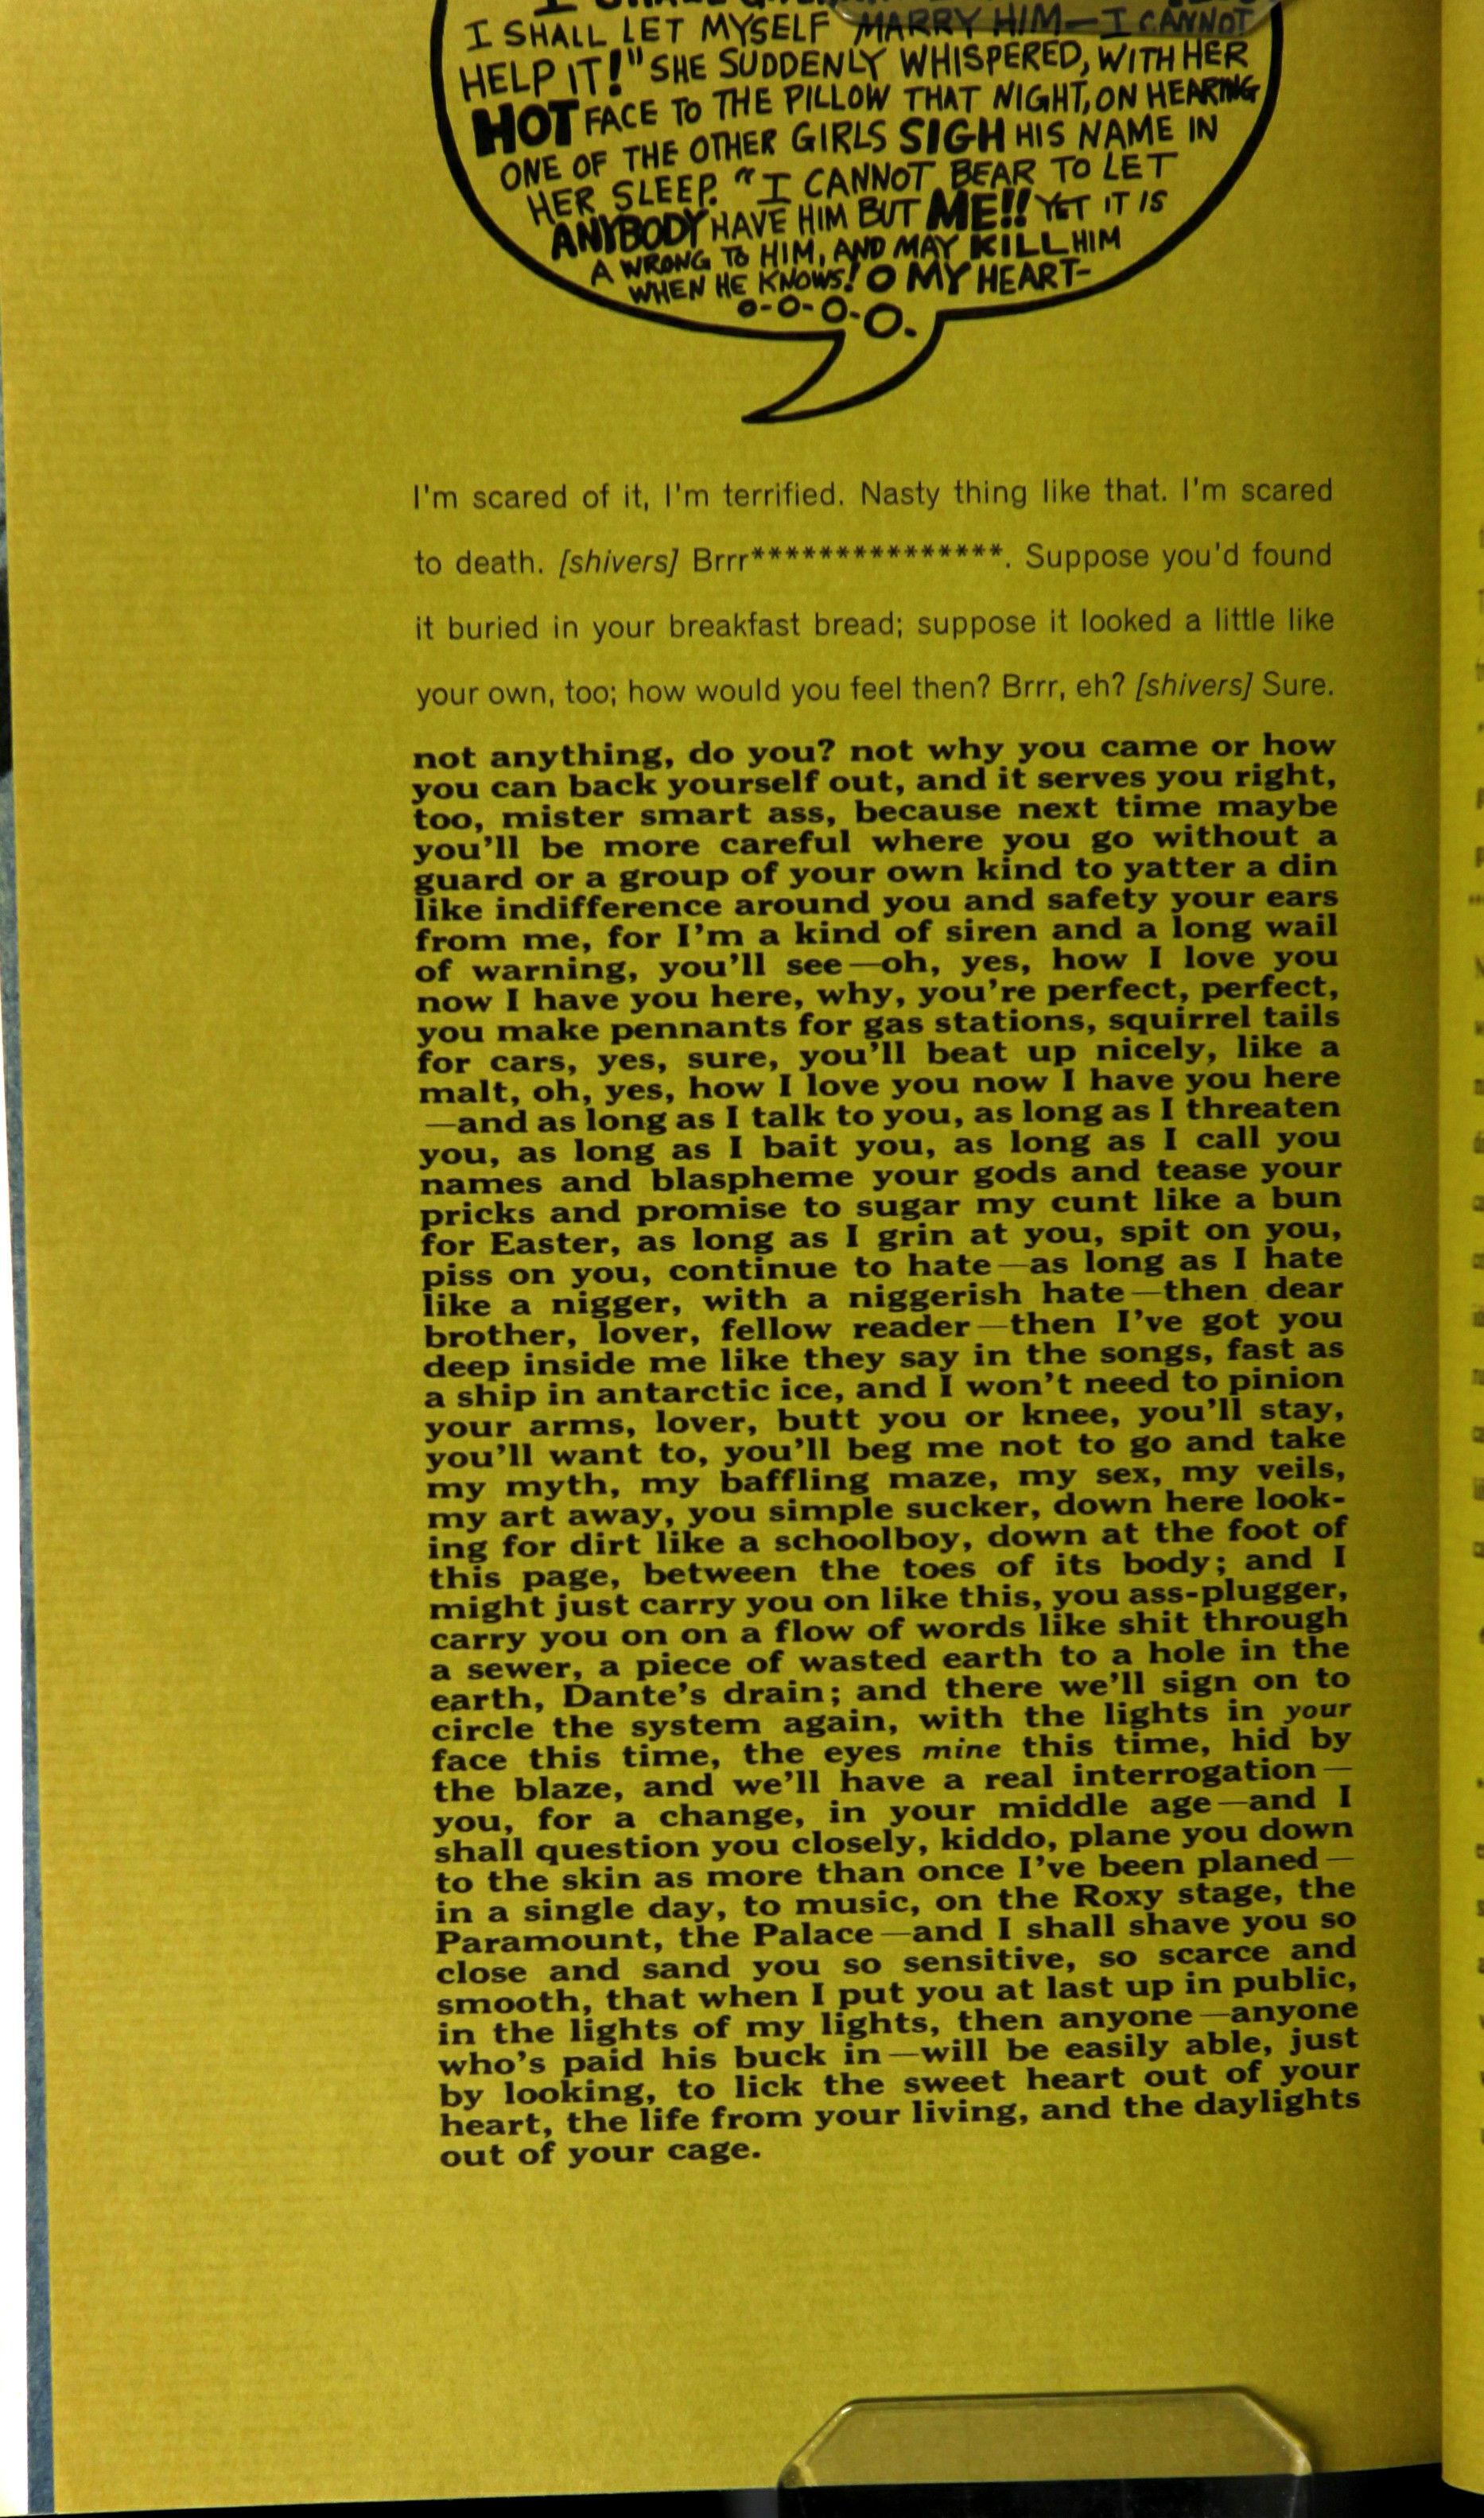 I SHALL LET MYSELF MARRY HIM—I CANNOT
HELP IT!" SHE SUDDENLY WHISPERED, WITH HER
HOT FACE TO THE PILLOW THAT NIGHT, ON HEARING
ONE OF THE OTHER GIRLS SIGH HIS NAME IN
HER SLEEP. "I CANNOT BEAR TO LET
ANYBODY HAVE HIM BUT ME!! YET IT IS
A WRONG TO HIM, AND MAY KILL HIM
WHEN HE KNOWS! O MY HEART-
O-O-O-O.
I'm scared of it, I'm terrified. Nasty thing like that. I'm scared
to death. [shivers] Brrr***************. Suppose you'd found
it buried in your breakfast bread; suppose it looked a little like
your own, too; how would you feel then? Brrr, eh? [shivers] Sure.
not anything, do you? not why you came or how
you can back yourself out, and it serves you right,
too, mister smart ass, because next time maybe
you'll be more careful where you go without a
guard or a group of your own kind to yatter a din
like indifference around you and safety your ears
from me, for I'm a kind of siren and a long wail
of warning, you'll see—oh, yes, how I love you
now I have you here, why, you're perfect, perfect,
you make pennants for gas stations, squirrel tails
for cars, yes, sure, you'll beat up nicely, like a
malt, oh, yes, how I love you now I have you here
—and as long as I talk to you, as long as I threaten
you, as long as I bait you, as long as I call you
names and blaspheme your gods and tease your
pricks and promise to sugar my cunt like a bun
for Easter, as long as I grin at you, spit on you,
piss on you, continue to hate—as long as I hate
like a nigger, with a niggerish hate—then dear
brother, lover, fellow reader—then I've got you
deep inside me like they say in the songs, fast as
a ship in antarctic ice, and I won't need to pinion
your arms, lover, butt you or knee, you'll stay,
you'll want to, you'll beg me not to go and take
my myth, my baffling maze, my sex, my veils,
my art away, you simple sucker, down here look-
ing for dirt like a schoolboy, down at the foot of
this page, between the toes of its body; and I
might just carry you on like this, you ass-plugger,
carry you on on a flow of words like shit through
a sewer, a piece of wasted earth to a hole in the
earth, Dante's drain; and there we'll sign on to
circle the system again, with the lights in your
face this time, the eyes mine this time, hid by
the blaze, and we'll have a real interrogation—
you, for a change, in your middle age—and I
shall question you closely, kiddo, plane you down
to the skin as more than once I've been planed—
in a single day, to music, on the Roxy stage, the
Paramount, the Palace—and I shall shave you so
close and sand you so sensitive, so scarce and
smooth, that when I put you at last up in public,
in the lights of my lights, then anyone—anyone
who's paid his buck in—will be easily able, just
by looking, to lick the sweet heart out of your
heart, the life from your living, and the daylights
out of your cage.